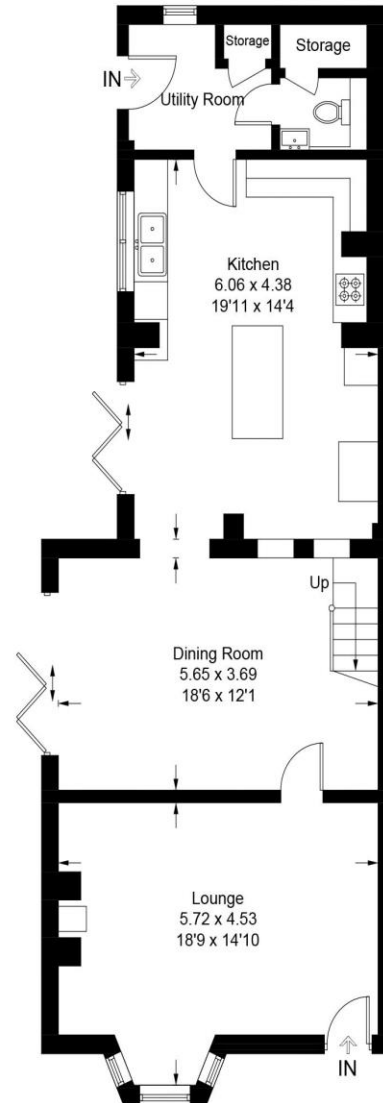 Storage
Storage
IN
Utility Room
Kitchen
6.06 x 4.38
19'11 x 14'4
Up
Dining Room
5.65 x 3.69
18'6 x 12'1
Lounge
5.72 x 4.53
18'9 x 14'10
IN